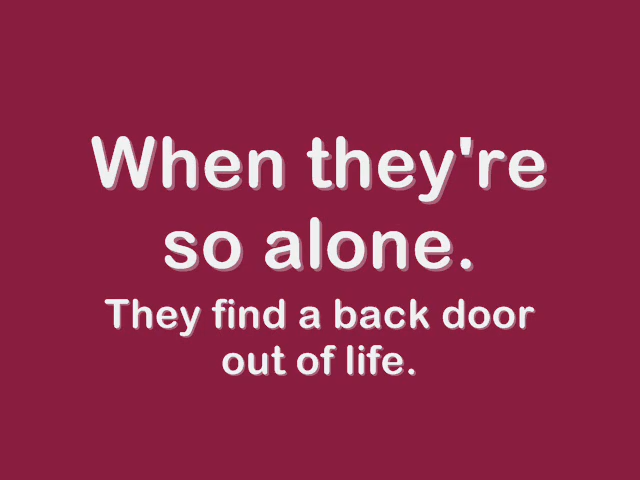 When they're
so alone.
They find a back door
out of life.